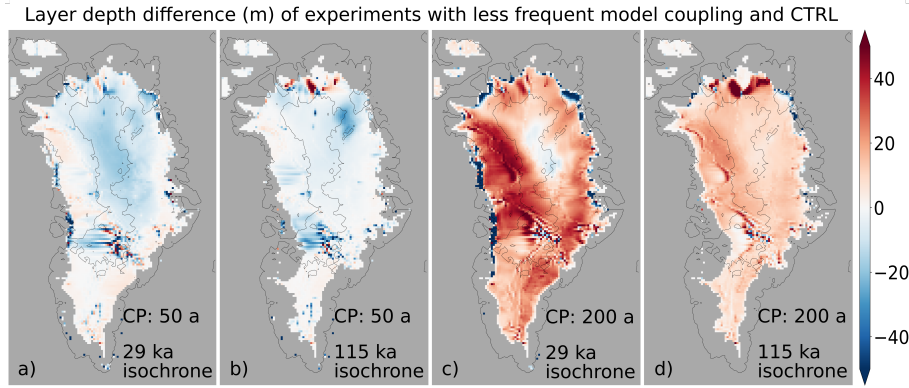 Layer depth difference (m) of experiments with less frequent model coupling and CTRL
CP: 50 a
29 ka
isochrone
a)
CP: 50 a
115 ka
isochrone
b)
CP: 200 a
29 ka
isochrone
c)
CP: 200 a
115 ka
isochrone
d)
40
20
0
−20
−40